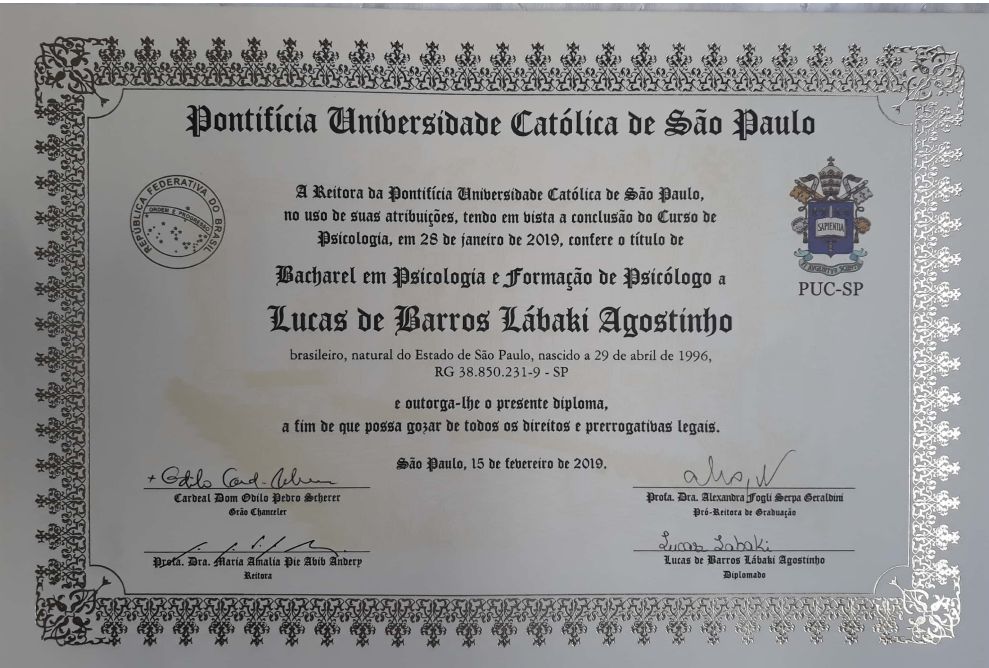 Pontifícia Universidade Católica de São Paulo
REPÚBLICA FEDERATIVA DO BRASIL
ORDEM E PROGRESSO
A Reitora da Pontifícia Universidade Católica de São Paulo,
no uso de suas atribuições, tendo em vista a conclusão do Curso de
Psicologia, em 28 de janeiro de 2019, confere o título de
SAPIENTIA
PUC-SP
Bacharel em Psicologia e Formação de Psicólogo a
Lucas de Barros Lábaki Agostinho
brasileiro, natural do Estado de São Paulo, nascido a 29 de abril de 1996,
RG 38.850.231-9 - SP
e outorga-lhe o presente diploma,
a fim de que possa gozar de todos os direitos e prerrogativas legais.
São Paulo, 15 de fevereiro de 2019.
+ Odilo Card. Scherer
Cardeal Dom Odilo Pedro Scherer
Grão Chanceler
Profa. Dra. Alexandra Fogli Serpa Geraldini
Pró-Reitora de Graduação
Profa. Dra. Maria Amalia Pie Abib Andery
Reitora
Lucas Labaki
Lucas de Barros Lábaki Agostinho
Diplomado